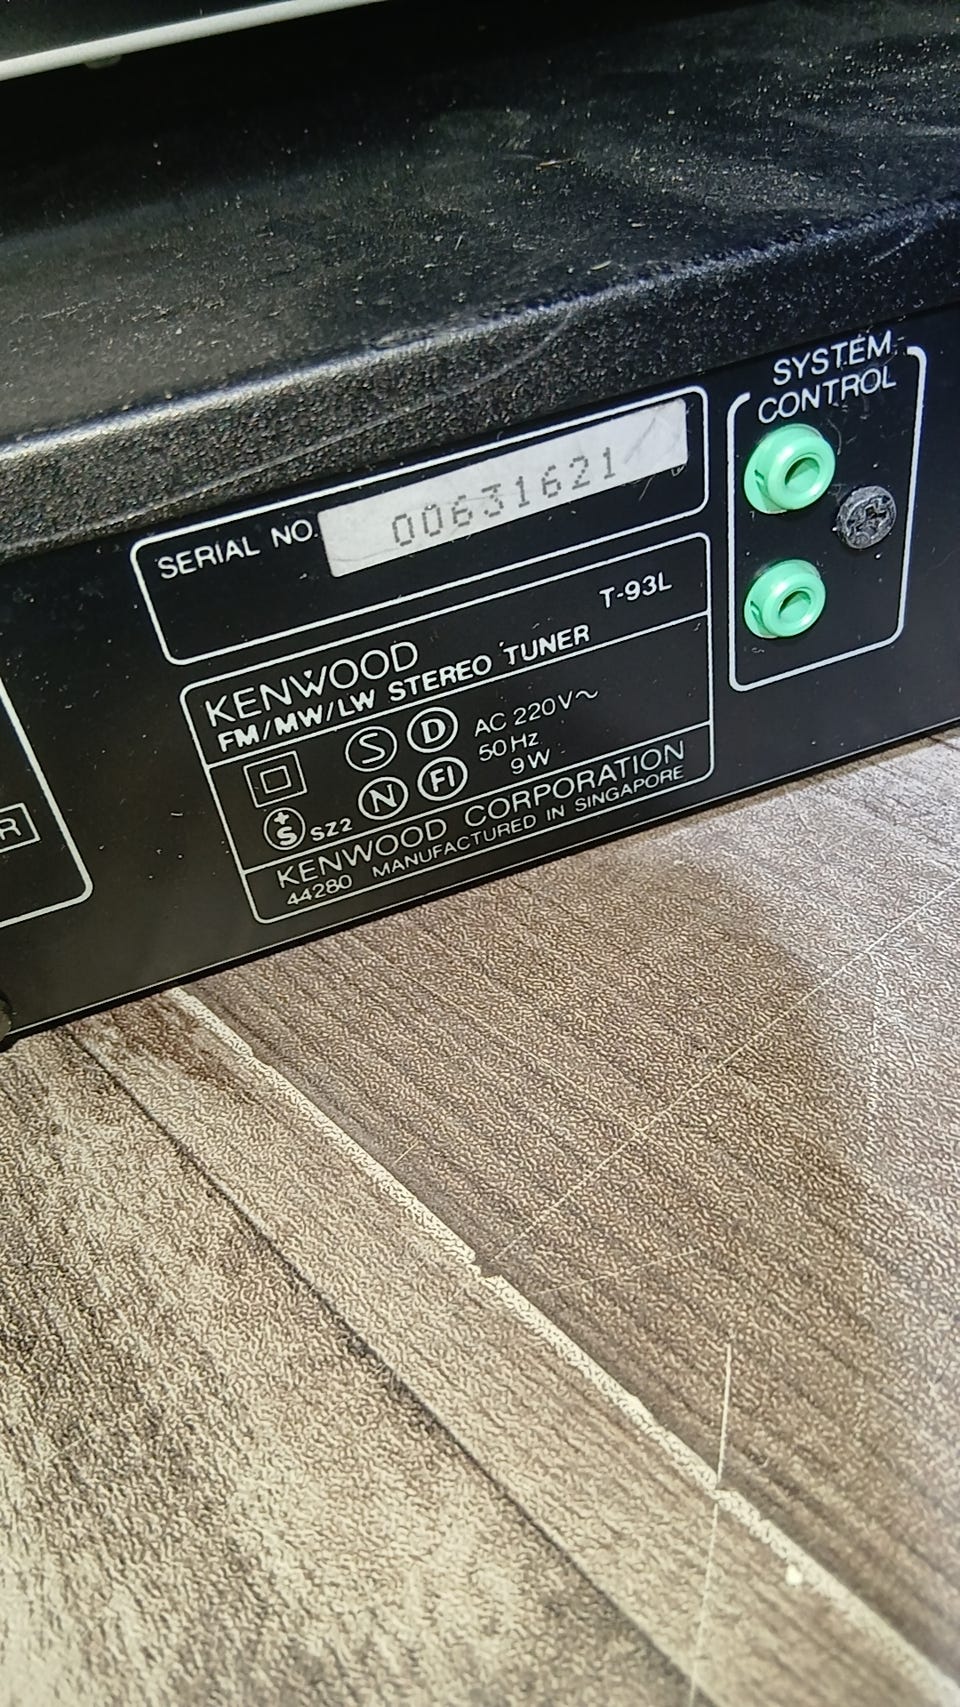 SYSTEM
CONTROL
SERIAL NO. 00631621
T-93L
KENWOOD
FM/MW/LW STEREO TUNER
S D AC 220V~
N FI 50Hz
9W
S SZ2
KENWOOD CORPORATION
44280 MANUFACTURED IN SINGAPORE
R